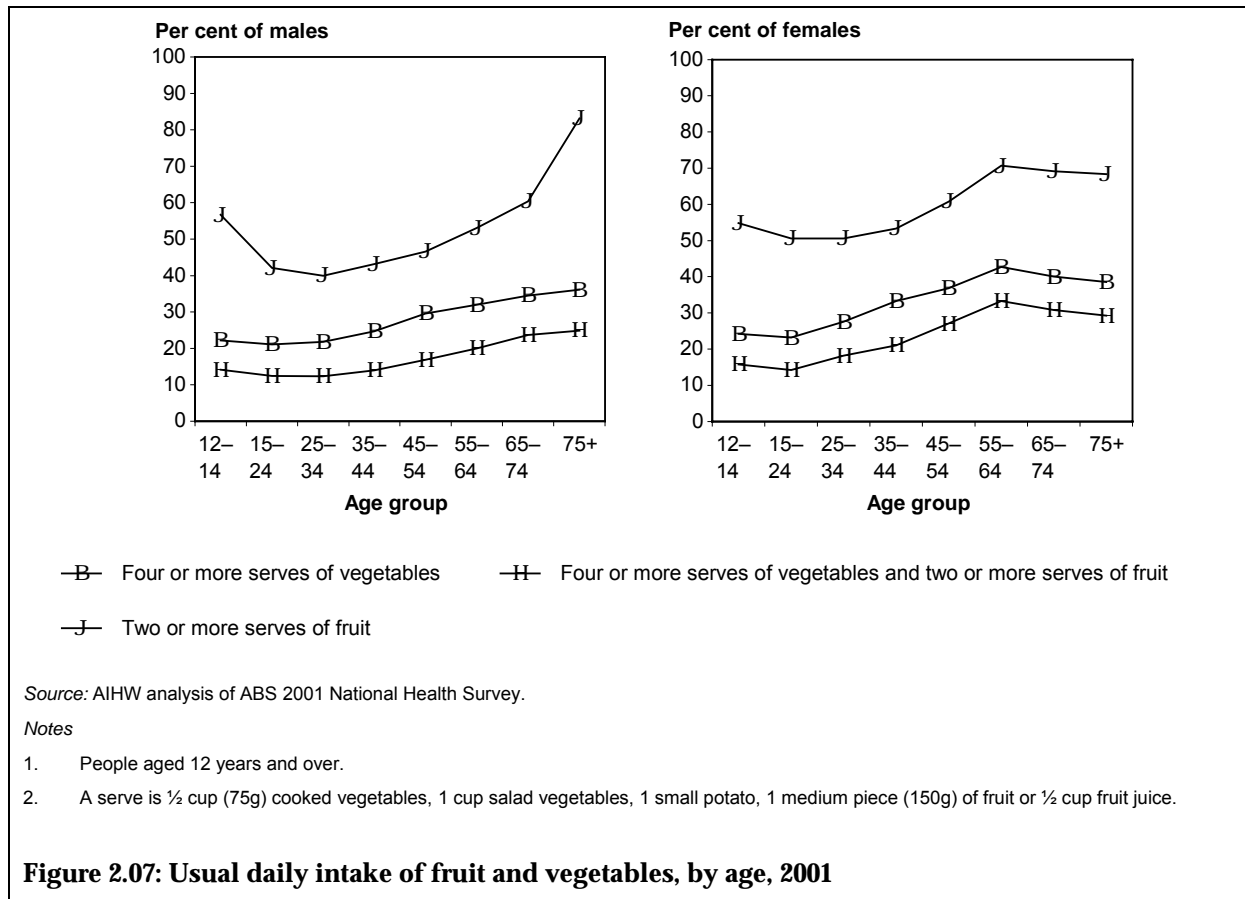 Per cent of males
100
90
80
70
60
50
40
30
20
10
0
J J J J J J J J
B B B B B B B B
H H H H H H H H
12– 15– 25– 35– 45– 55– 65– 75+
14 24 34 44 54 64 74
Age group
Per cent of females
100
90
80
70
60
50
40
30
20
10
0
J J J J J J J J
B B B B B B B B
H H H H H H H H
12– 15– 25– 35– 45– 55– 65– 75+
14 24 34 44 54 64 74
Age group
B Four or more serves of vegetables H Four or more serves of vegetables and two or more serves of fruit
J Two or more serves of fruit
Source: AIHW analysis of ABS 2001 National Health Survey.
Notes
1. People aged 12 years and over.
2. A serve is ½ cup (75g) cooked vegetables, 1 cup salad vegetables, 1 small potato, 1 medium piece (150g) of fruit or ½ cup fruit juice.
Figure 2.07: Usual daily intake of fruit and vegetables, by age, 2001